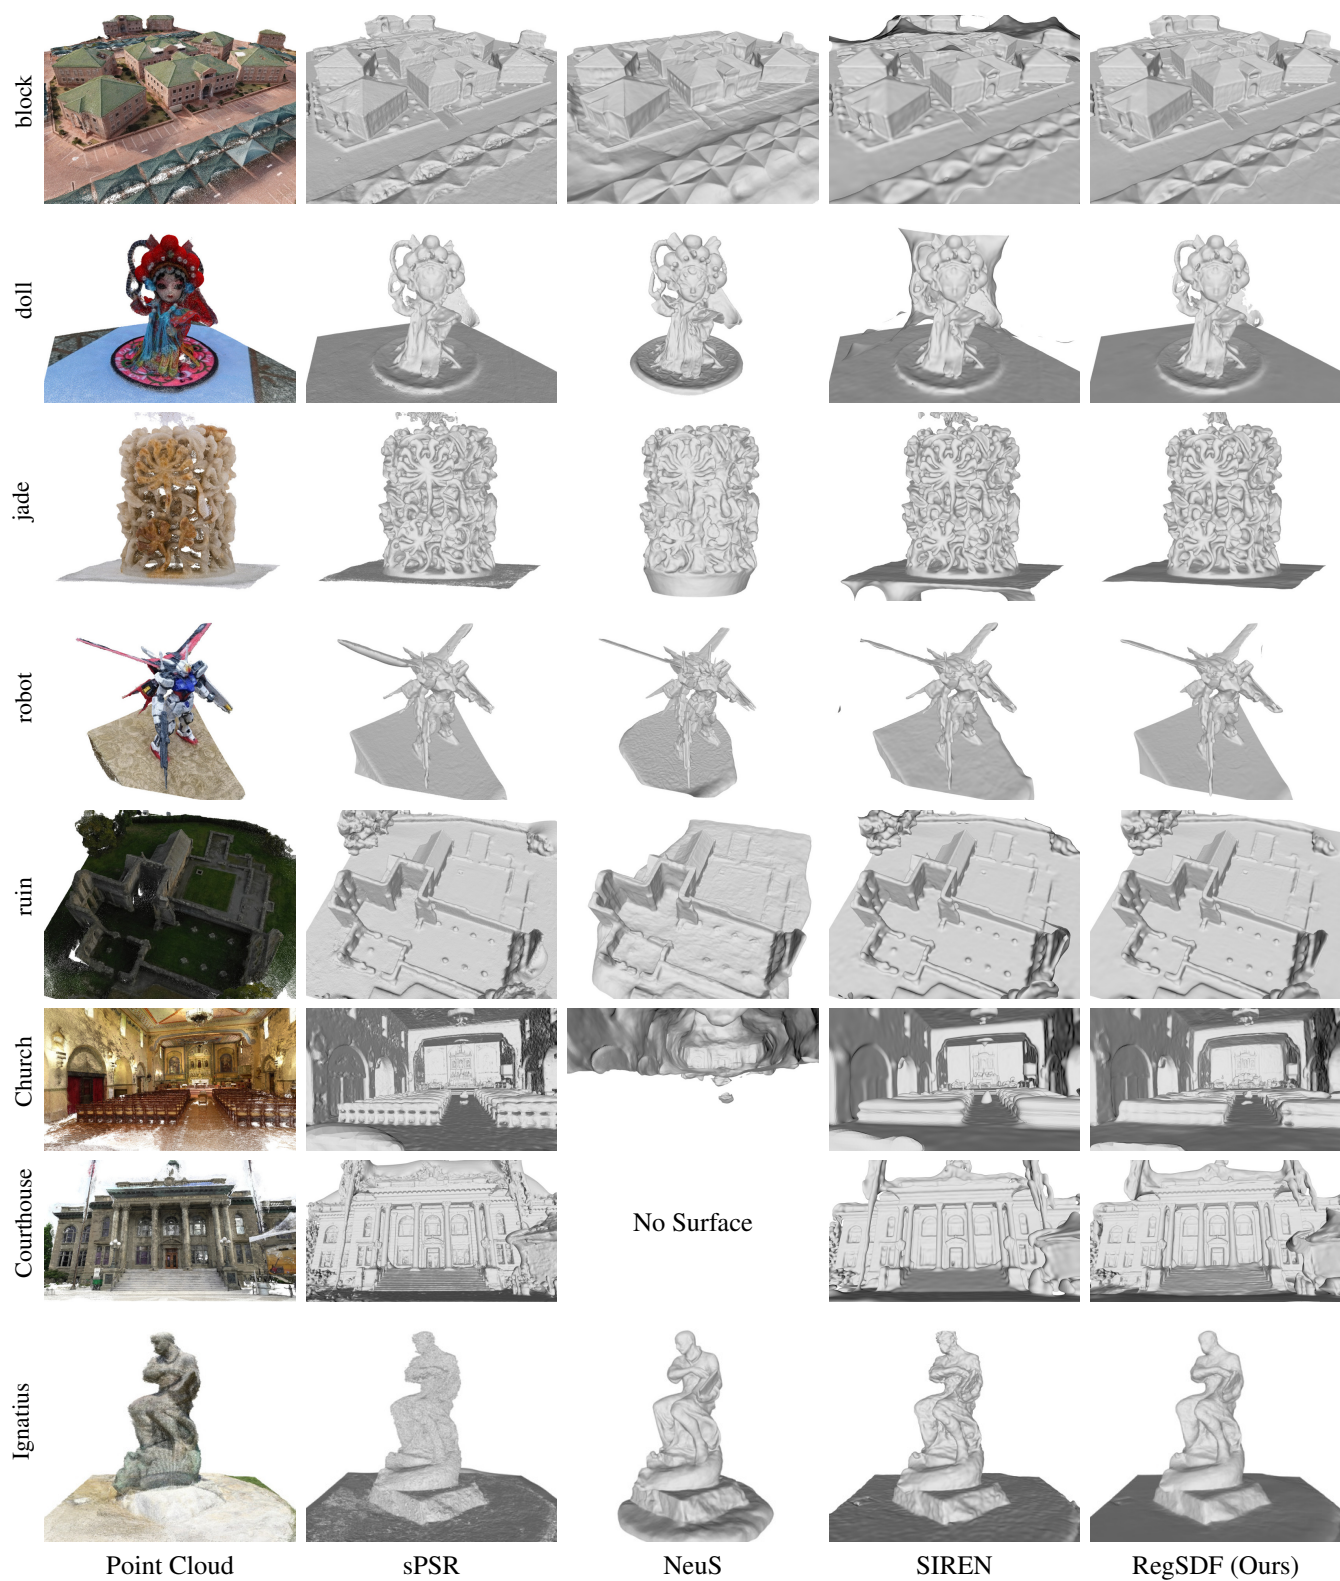 block
doll
jade
robot
ruin
Church
Courthouse
No Surface
Ignatius
Point Cloud
sPSR
NeuS
SIREN
RegSDF (Ours)